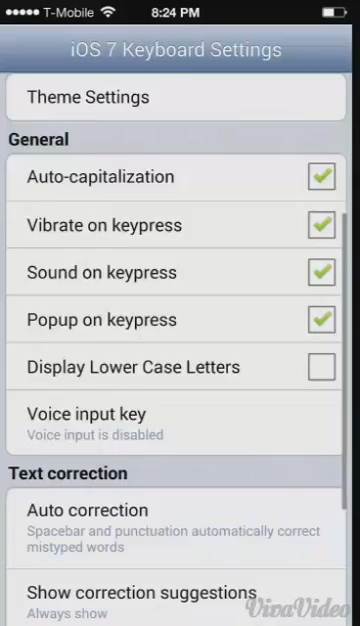 T-Mobile 8:24 PM
iOS 7 Keyboard Settings
Theme Settings
General
Auto-capitalization
Vibrate on keypress
Sound on keypress
Popup on keypress
Display Lower Case Letters
Voice input key
Voice input is disabled
Text correction
Auto correction
Spacebar and punctuation automatically correct
mistyped words
Show correction suggestions
Always show
VivaVideo